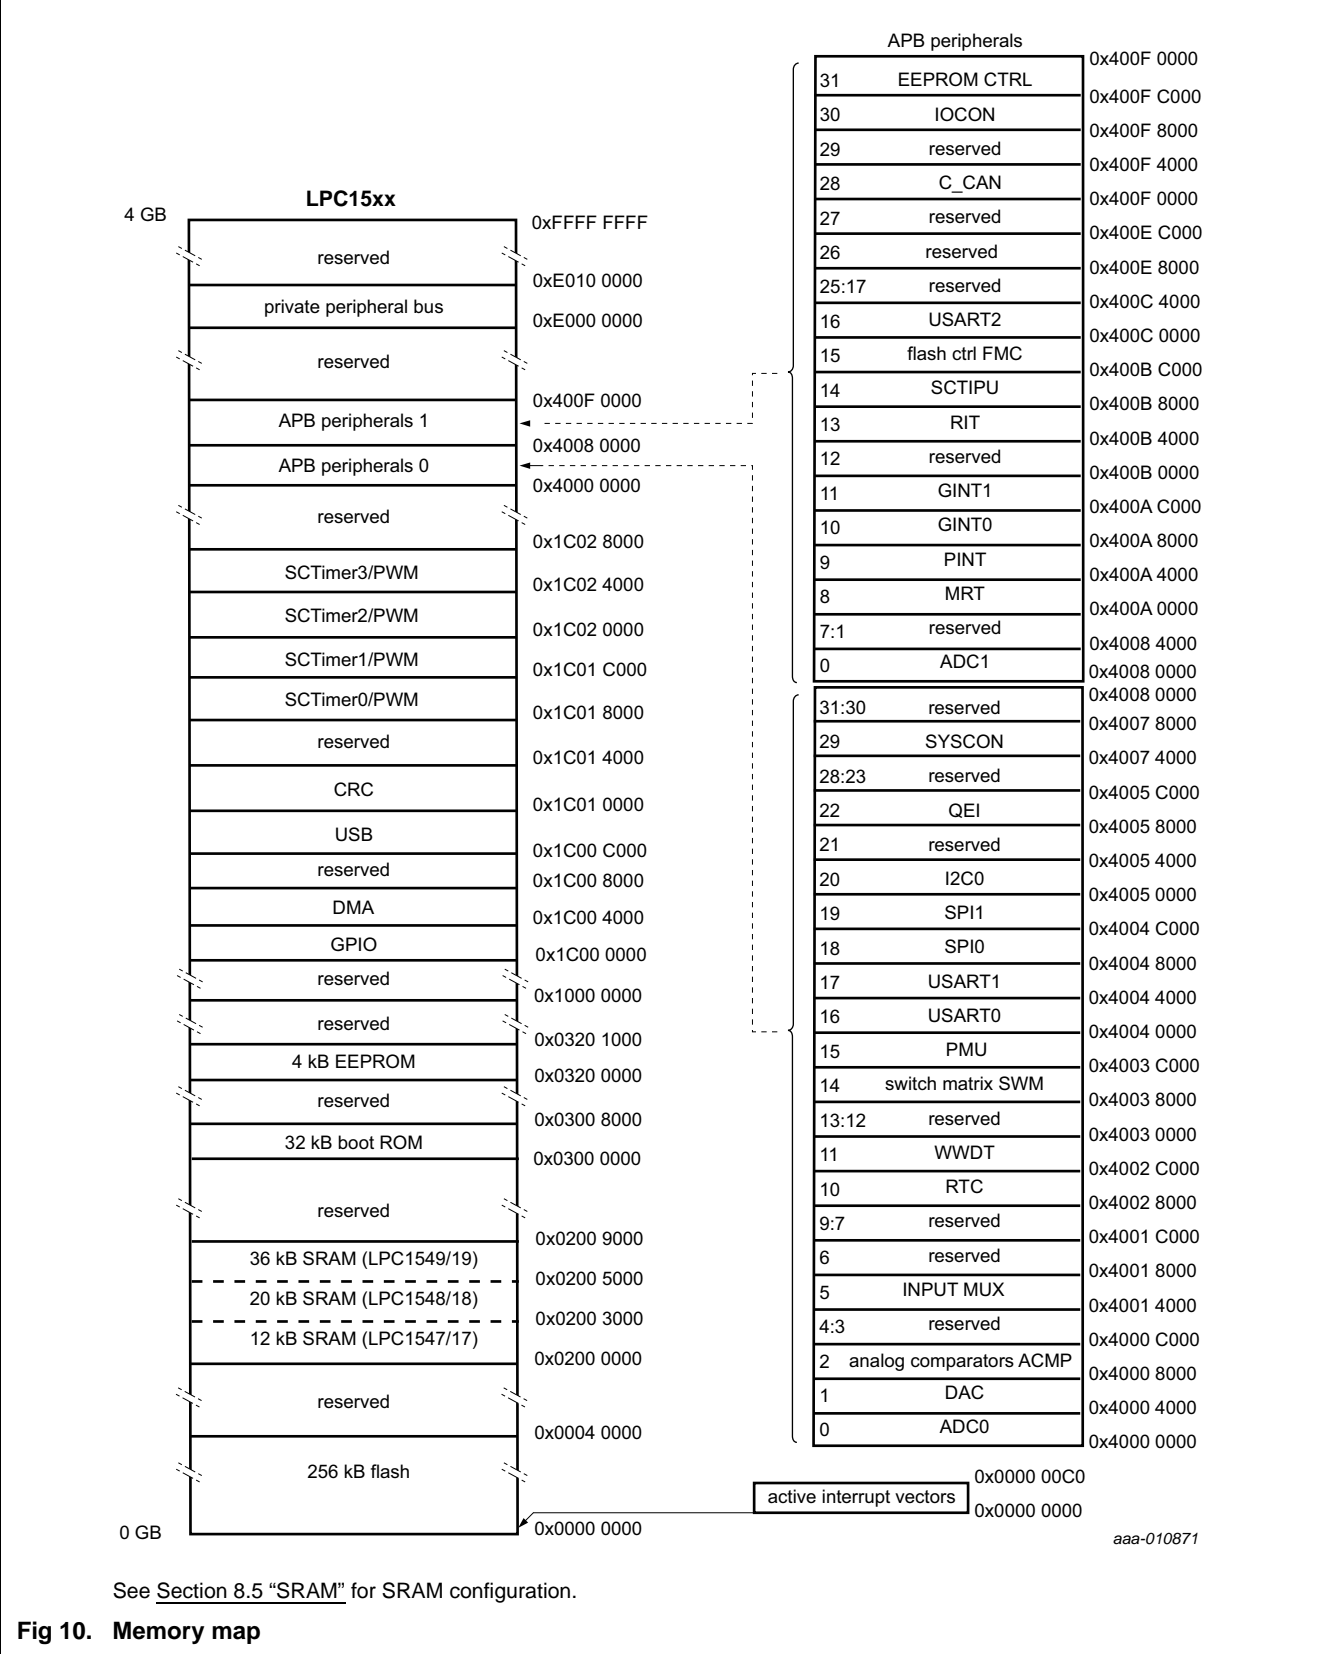 LPC15xx
4 GB
0xFFFF FFFF
reserved
0xE010 0000
private peripheral bus
0xE000 0000
reserved
0x400F 0000
APB peripherals 1
0x4008 0000
APB peripherals 0
0x4000 0000
reserved
0x1C02 8000
SCTimer3/PWM
0x1C02 4000
SCTimer2/PWM
0x1C02 0000
SCTimer1/PWM
0x1C01 C000
SCTimer0/PWM
0x1C01 8000
reserved
0x1C01 4000
CRC
0x1C01 0000
USB
0x1C00 C000
reserved
0x1C00 8000
DMA
0x1C00 4000
GPIO
0x1C00 0000
reserved
0x1000 0000
reserved
0x0320 1000
4 kB EEPROM
0x0320 0000
reserved
0x0300 8000
32 kB boot ROM
0x0300 0000
reserved
0x0200 9000
36 kB SRAM (LPC1549/19)
0x0200 5000
20 kB SRAM (LPC1548/18)
0x0200 3000
12 kB SRAM (LPC1547/17)
0x0200 0000
reserved
0x0004 0000
256 kB flash
0 GB
0x0000 0000
APB peripherals
0x400F 0000
31 EEPROM CTRL
0x400F C000
30 IOCON
0x400F 8000
29 reserved
0x400F 4000
28 C_CAN
0x400F 0000
27 reserved
0x400E C000
26 reserved
0x400E 8000
25:17 reserved
0x400C 4000
16 USART2
0x400C 0000
15 flash ctrl FMC
0x400B C000
14 SCTIPU
0x400B 8000
13 RIT
0x400B 4000
12 reserved
0x400B 0000
11 GINT1
0x400A C000
10 GINT0
0x400A 8000
9 PINT
0x400A 4000
8 MRT
0x400A 0000
7:1 reserved
0x4008 4000
0 ADC1
0x4008 0000
0x4008 0000
31:30 reserved
0x4007 8000
29 SYSCON
0x4007 4000
28:23 reserved
0x4005 C000
22 QEI
0x4005 8000
21 reserved
0x4005 4000
20 I2C0
0x4005 0000
19 SPI1
0x4004 C000
18 SPI0
0x4004 8000
17 USART1
0x4004 4000
16 USART0
0x4004 0000
15 PMU
0x4003 C000
14 switch matrix SWM
0x4003 8000
13:12 reserved
0x4003 0000
11 WWDT
0x4002 C000
10 RTC
0x4002 8000
9:7 reserved
0x4001 C000
6 reserved
0x4001 8000
5 INPUT MUX
0x4001 4000
4:3 reserved
0x4000 C000
2 analog comparators ACMP
0x4000 8000
1 DAC
0x4000 4000
0 ADC0
0x4000 0000
0x0000 00C0
active interrupt vectors
0x0000 0000
aaa-010871
See Section 8.5 “SRAM” for SRAM configuration.
Fig 10. Memory map